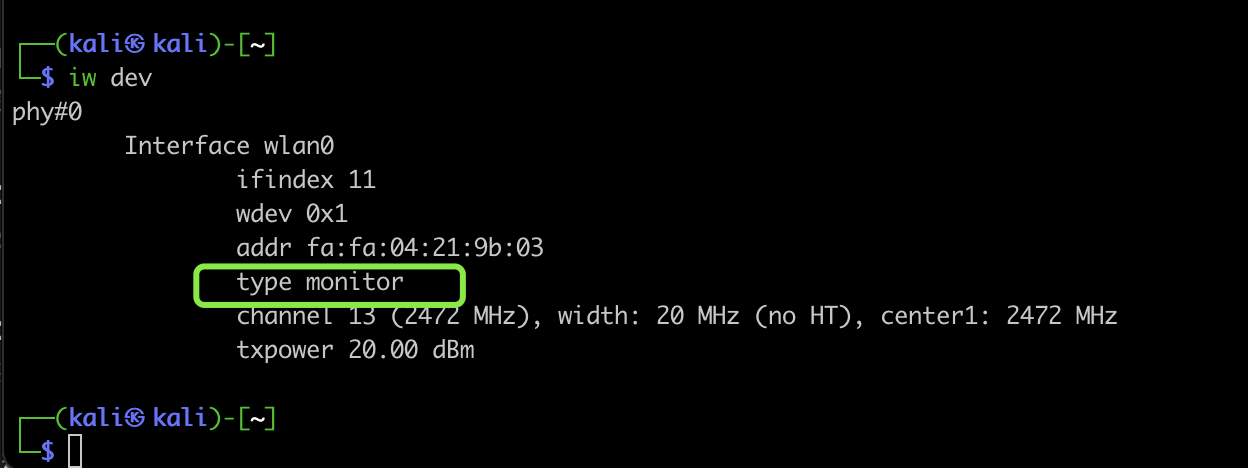 (kali㉿kali)-[~]
$ iw dev
phy#0
Interface wlan0
ifindex 11
wdev 0x1
addr fa:fa:04:21:9b:03
type monitor
channel 13 (2472 MHz), width: 20 MHz (no HT), center1: 2472 MHz
txpower 20.00 dBm
(kali㉿kali)-[~]
$